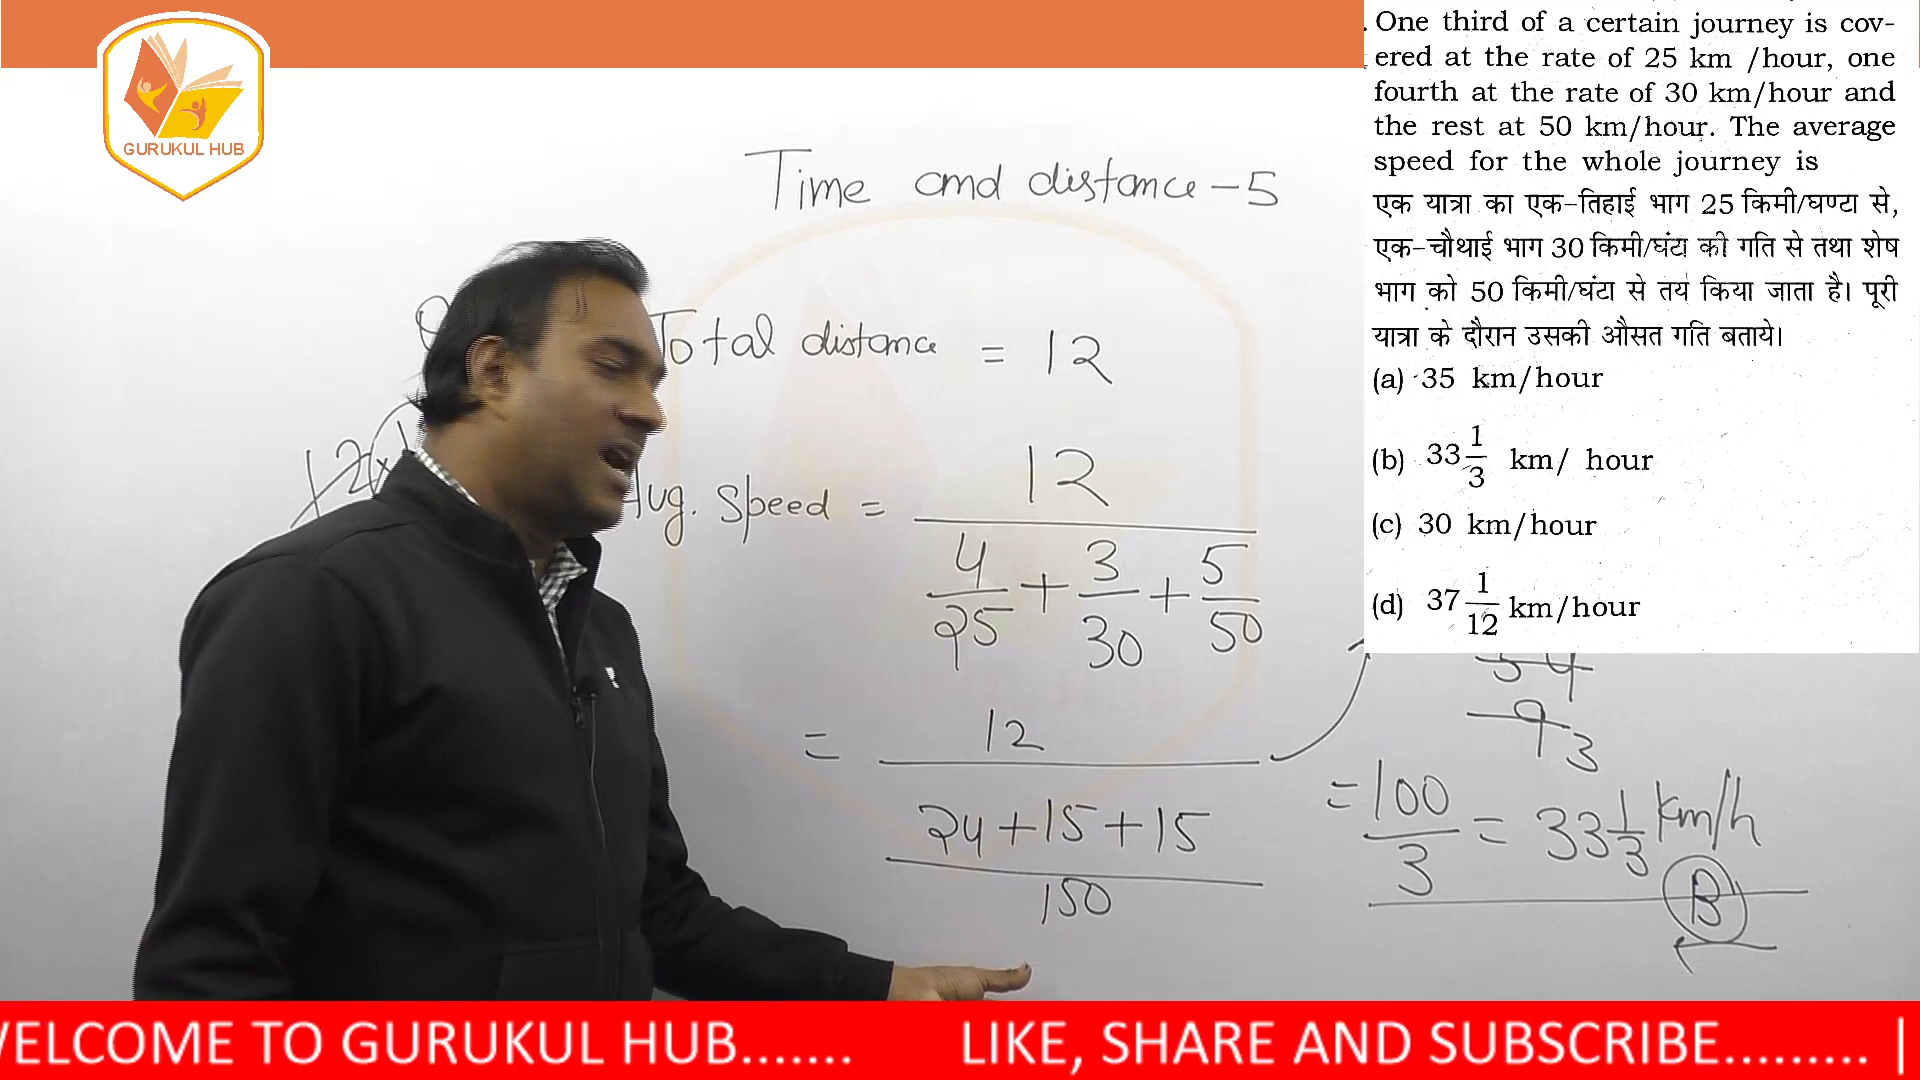 GURUKUL HUB
Time and distance - 5
Total distance = 12
Avg. Speed = 12
4/25 + 3/30 + 5/50
= 12
24+15+15
150
. One third of a certain journey is cov-
ered at the rate of 25 km /hour, one
fourth at the rate of 30 km/hour and
the rest at 50 km/hour. The average
speed for the whole journey is
एक यात्रा का एक-तिहाई भाग 25 किमी/घण्टा से,
एक-चौथाई भाग 30 किमी/घंटा की गति से तथा शेष
भाग को 50 किमी/घंटा से तय किया जाता है। पूरी
यात्रा के दौरान उसकी औसत गति बताये।
(a) 35 km/hour
(b) 33 1/3 km/ hour
(c) 30 km/hour
(d) 37 1/12 km/hour
54
9 3
= 100/3 = 33 1/3 km/h
B
WELCOME TO GURUKUL HUB....... LIKE, SHARE AND SUBSCRIBE......... |